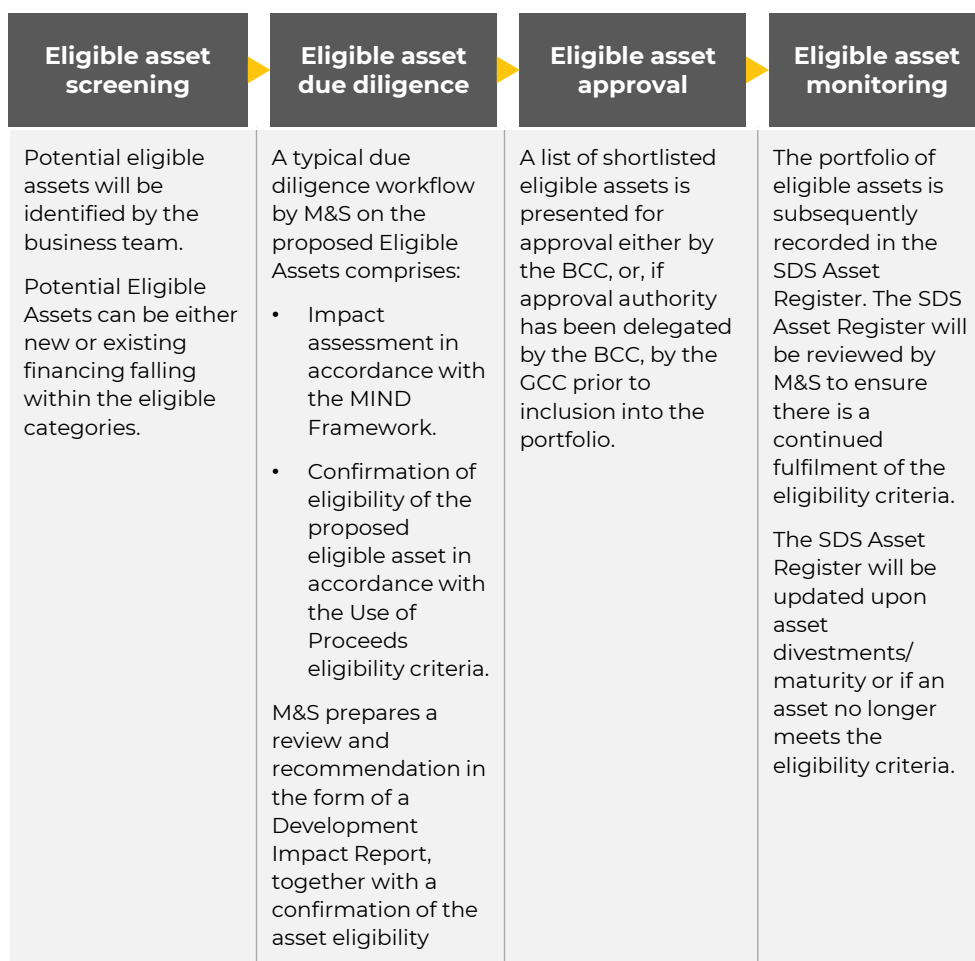 Eligible asset
screening
Eligible asset
due diligence
Eligible asset
approval
Eligible asset
monitoring
Potential eligible
assets will be
identified by the
business team.
Potential Eligible
Assets can be either
new or existing
financing falling
within the eligible
categories.
A typical due
diligence workflow
by M&S on the
proposed Eligible
Assets comprises:
• Impact
assessment in
accordance with
the MIND
Framework.
• Confirmation of
eligibility of the
proposed
eligible asset in
accordance with
the Use of
Proceeds
eligibility criteria.
M&S prepares a
review and
recommendation in
the form of a
Development
Impact Report,
together with a
confirmation of the
asset eligibility
A list of shortlisted
eligible assets is
presented for
approval either by
the BCC, or, if
approval authority
has been delegated
by the BCC, by the
GCC prior to
inclusion into the
portfolio.
The portfolio of
eligible assets is
subsequently
recorded in the
SDS Asset
Register. The SDS
Asset Register will
be reviewed by
M&S to ensure
there is a
continued
fulfilment of the
eligibility criteria.
The SDS Asset
Register will be
updated upon
asset
divestments/
maturity or if an
asset no longer
meets the
eligibility criteria.